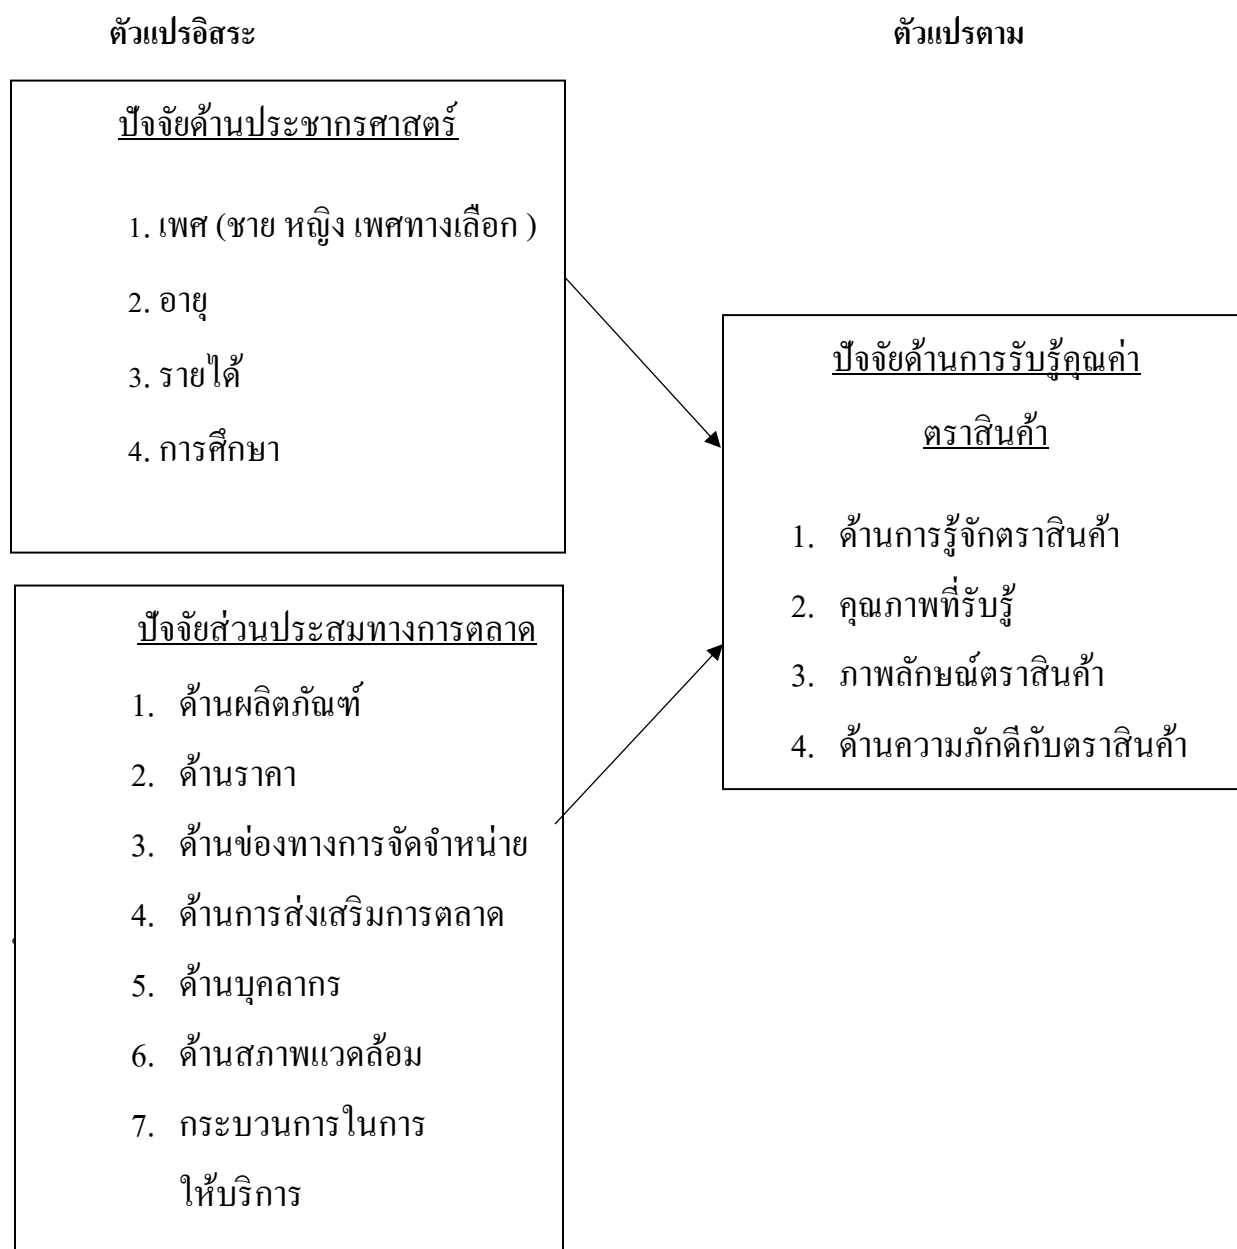 ตัวแปรอิสระ
ตัวแปรตาม
ปัจจัยด้านประชากรศาสตร์
1. เพศ (ชาย หญิง เพศทางเลือก )
2. อายุ
3. รายได้
4. การศึกษา
ปัจจัยส่วนประสมทางการตลาด
1. ด้านผลิตภัณฑ์
2. ด้านราคา
3. ด้านช่องทางการจัดจำหน่าย
4. ด้านการส่งเสริมการตลาด
5. ด้านบุคลากร
6. ด้านสภาพแวดล้อม
7. กระบวนการในการ
ให้บริการ
ปัจจัยด้านการรับรู้คุณค่า
ตราสินค้า
1. ด้านการรู้จักตราสินค้า
2. คุณภาพที่รับรู้
3. ภาพลักษณ์ตราสินค้า
4. ด้านความภักดีกับตราสินค้า